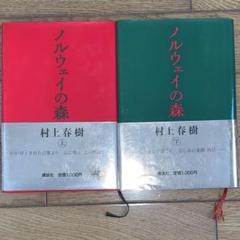 ノルウェイの森
村上春樹
上
講談社 定価1,000円
ノルウェイの森
村上春樹
下
講談社 定価1,000円